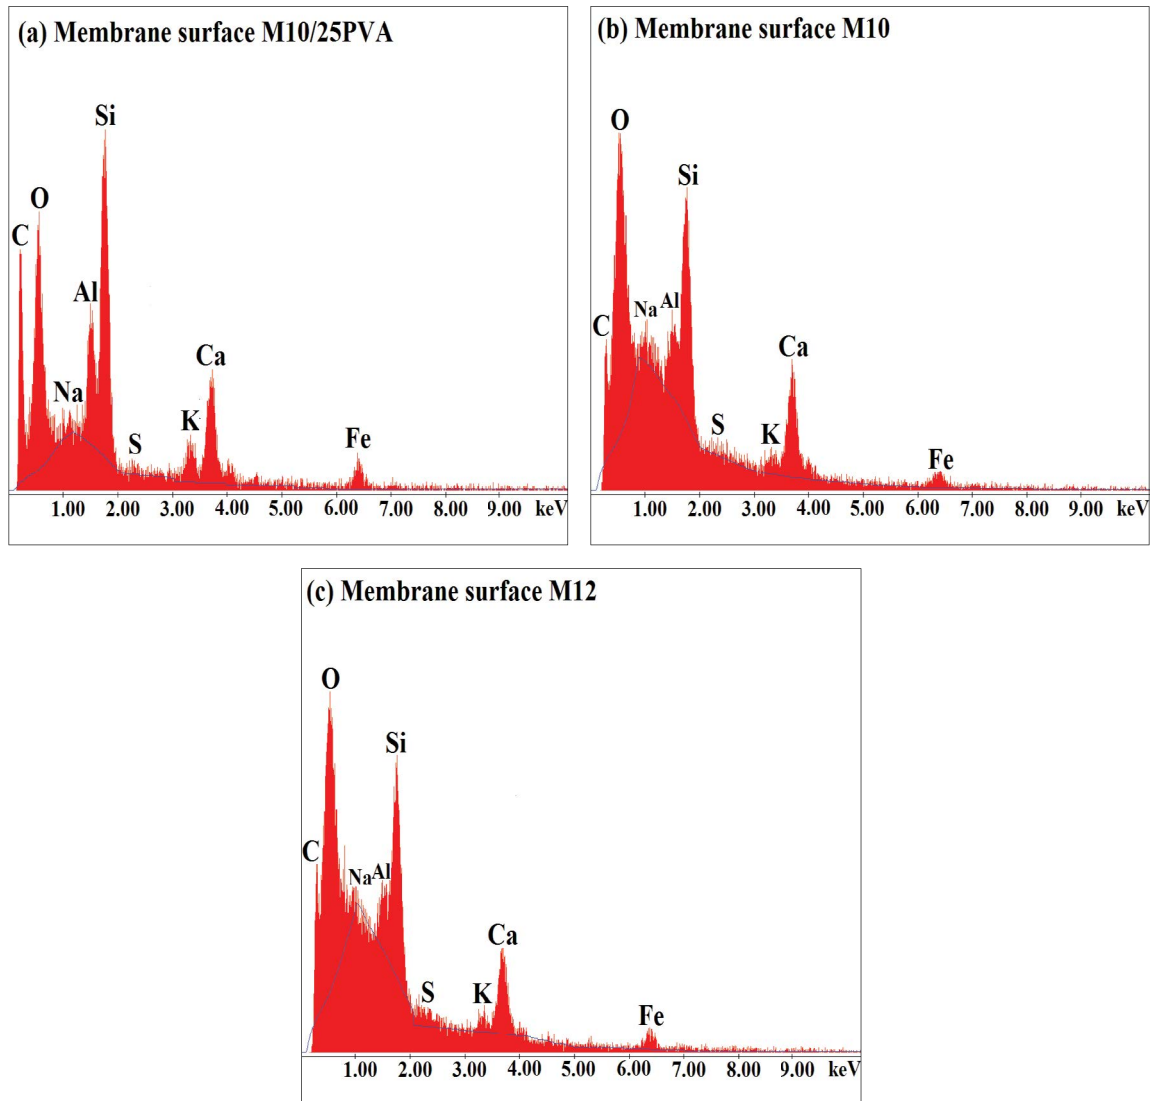 (a) Membrane surface M10/25PVA
Si
O
C
Al
Ca
Na
K
Fe
S
1.00 2.00 3.00 4.00 5.00 6.00 7.00 8.00 9.00 keV
(b) Membrane surface M10
O
Si
Na
Al
C
Ca
S
K
Fe
1.00 2.00 3.00 4.00 5.00 6.00 7.00 8.00 9.00 keV
(c) Membrane surface M12
O
Si
C
Na
Al
Ca
S
K
Fe
1.00 2.00 3.00 4.00 5.00 6.00 7.00 8.00 9.00 keV